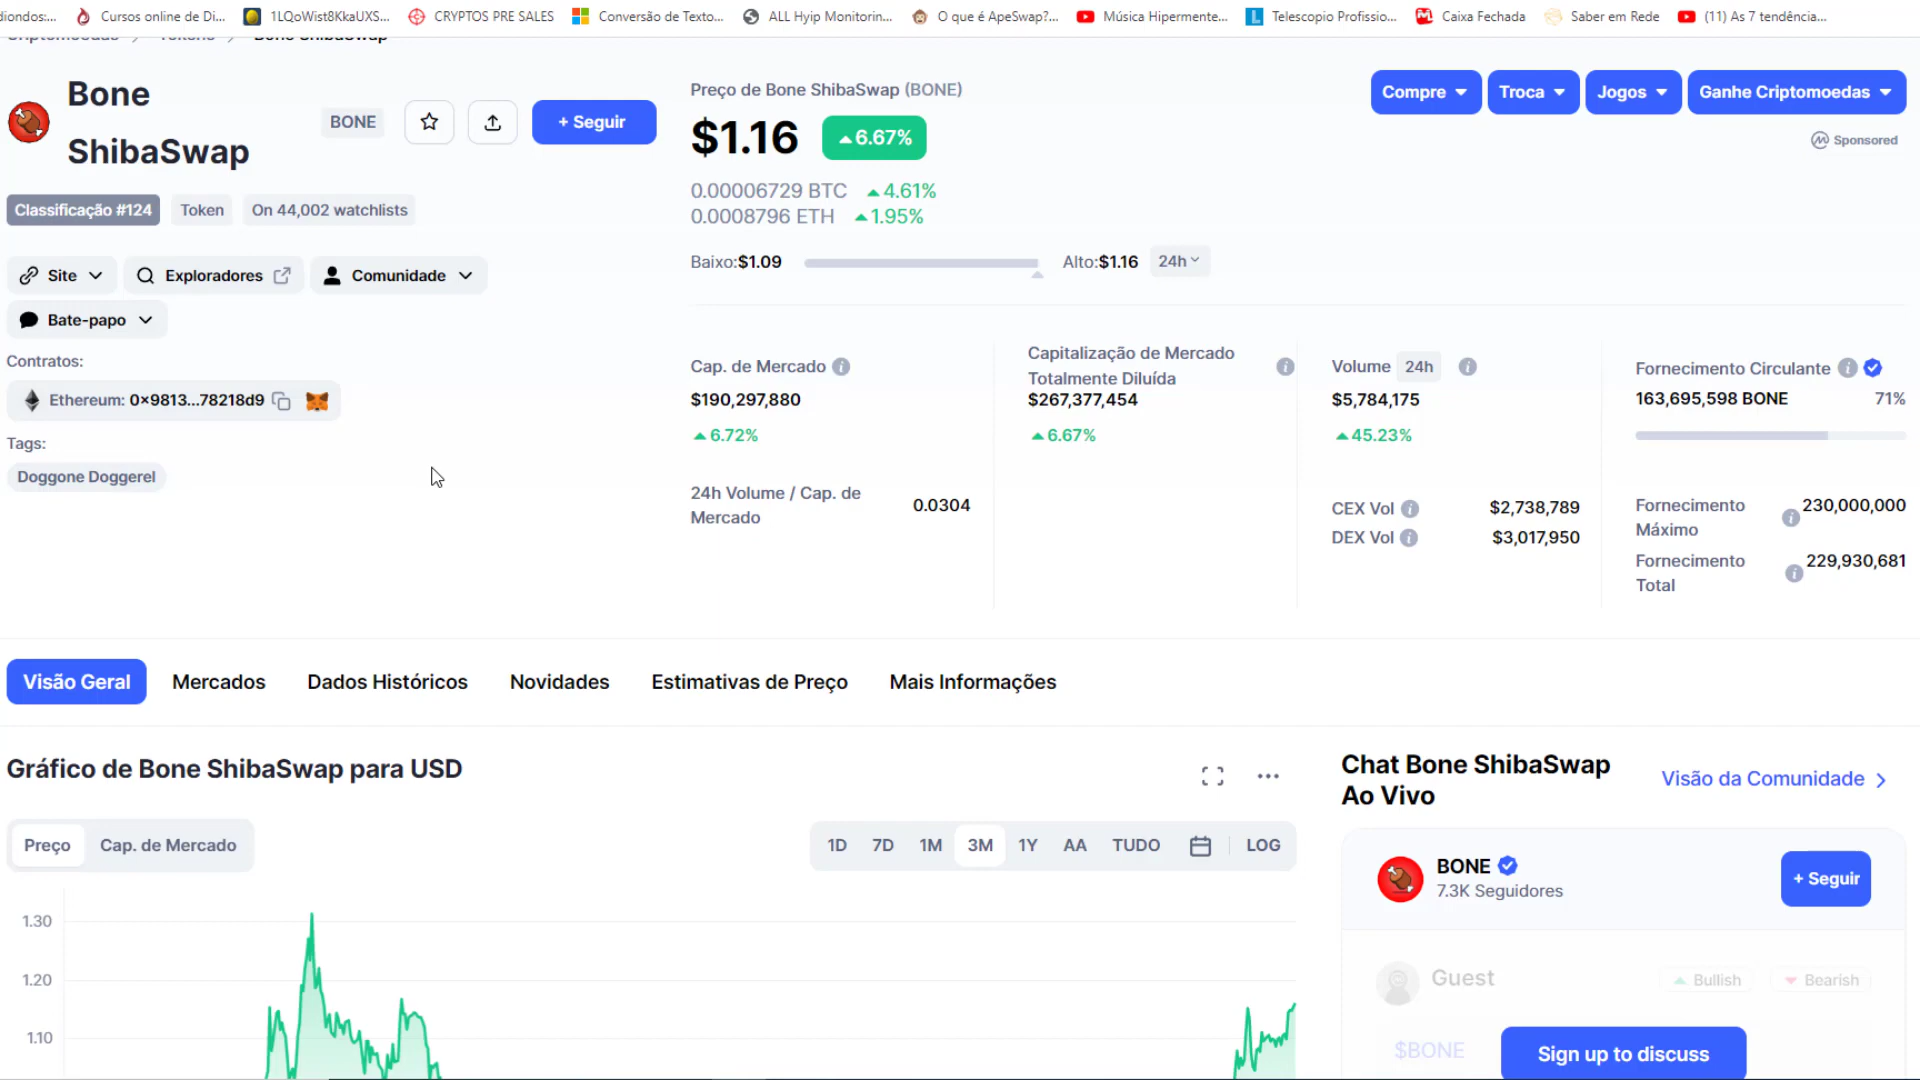 diondos:...
Cursos online de Di...
1LQoWist8KkaUXS...
CRYPTOS PRE SALES
Conversão de Texto...
ALL Hyip Monitorin...
O que é ApeSwap?...
Música Hipermente...
Telescopio Profissio...
Caixa Fechada
Saber em Rede
(11) As 7 tendência...
Criptomoedas
Tokens
Bone ShibaSwap
Bone
ShibaSwap
BONE
+ Seguir
Classificação #124
Token
On 44,002 watchlists
Site
Exploradores
Comunidade
Bate-papo
Contratos:
Ethereum: 0x9813...78218d9
Tags:
Doggone Doggerel
Preço de Bone ShibaSwap (BONE)
$1.16
6.67%
0.00006729 BTC
4.61%
0.0008796 ETH
1.95%
Baixo:$1.09
Alto:$1.16
24h
Compre
Troca
Jogos
Ganhe Criptomoedas
Sponsored
Cap. de Mercado
$190,297,880
6.72%
24h Volume / Cap. de
Mercado
0.0304
Capitalização de Mercado
Totalmente Diluída
$267,377,454
6.67%
Volume 24h
$5,784,175
45.23%
CEX Vol
$2,738,789
DEX Vol
$3,017,950
Fornecimento Circulante
163,695,598 BONE
71%
Fornecimento
Máximo
230,000,000
Fornecimento
Total
229,930,681
Visão Geral
Mercados
Dados Históricos
Novidades
Estimativas de Preço
Mais Informações
Gráfico de Bone ShibaSwap para USD
Preço
Cap. de Mercado
1D
7D
1M
3M
1Y
AA
TUDO
LOG
1.30
1.20
1.10
Chat Bone ShibaSwap
Ao Vivo
Visão da Comunidade
BONE
7.3K Seguidores
+ Seguir
Guest
Bullish
Bearish
$BONE
Sign up to discuss